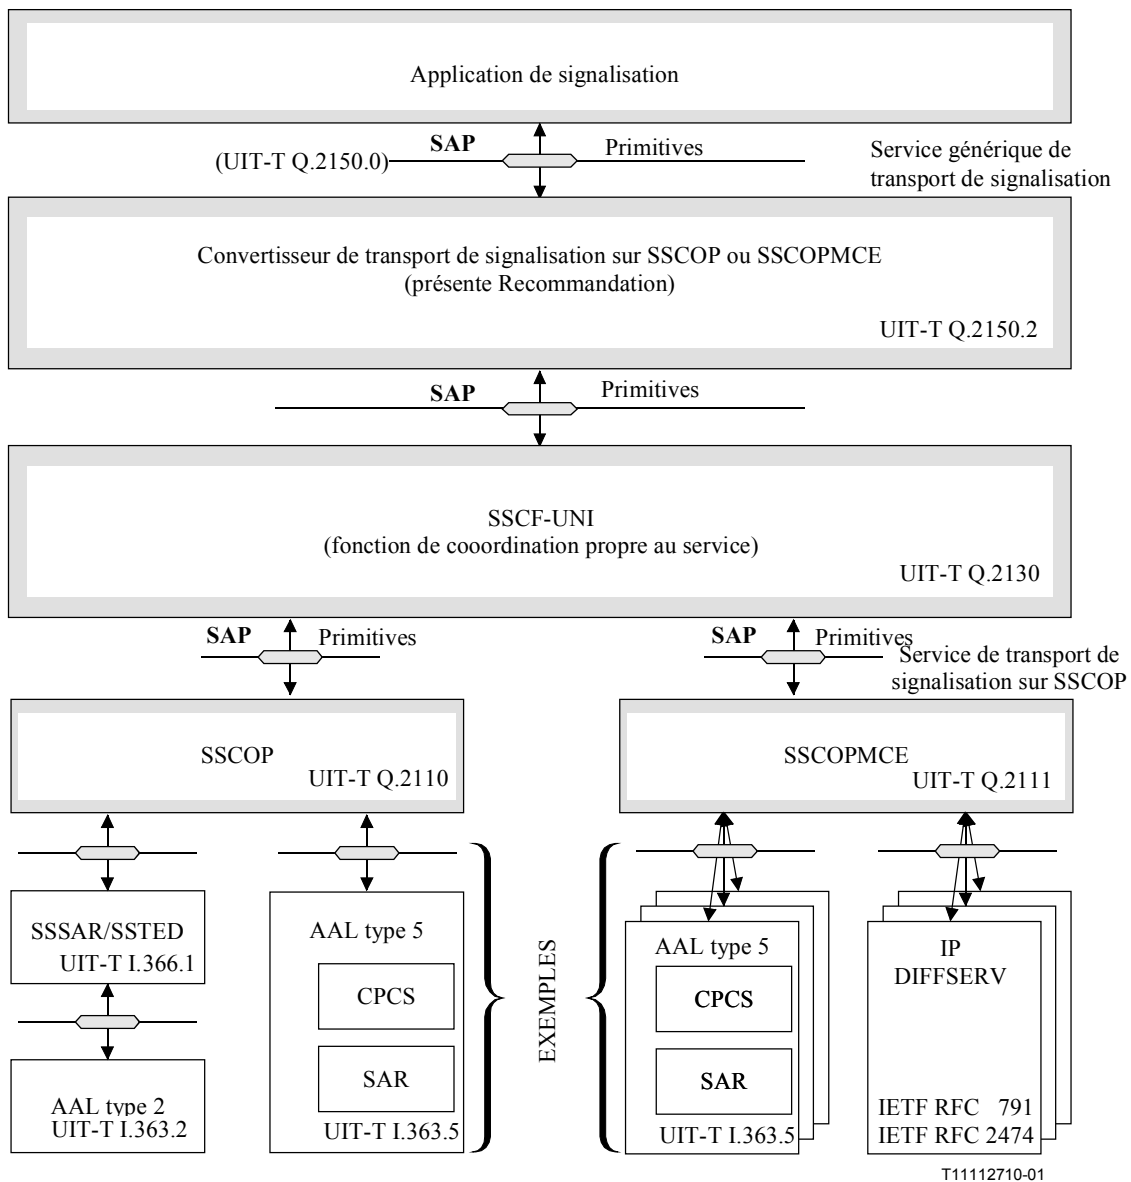 Application de signalisation
SAP
Primitives
(UIT-T Q.2150.0)
Service générique de
transport de signalisation
Convertisseur de transport de signalisation sur SSCOP ou SSCOPMCE
(présente Recommandation)
UIT-T Q.2150.2
SAP
Primitives
SSCF-UNI
(fonction de cooordination propre au service)
UIT-T Q.2130
SAP
Primitives
SAP
Primitives
Service de transport de
signalisation sur SSCOP
SSCOP
UIT-T Q.2110
SSCOPMCE
UIT-T Q.2111
SSSAR/SSTED
UIT-T I.366.1
AAL type 2
UIT-T I.363.2
AAL type 5
CPCS
SAR
UIT-T I.363.5
EXEMPLES
AAL type 5
CPCS
SAR
UIT-T I.363.5
IP
DIFFSERV
IETF RFC 791
IETF RFC 2474
T11112710-01